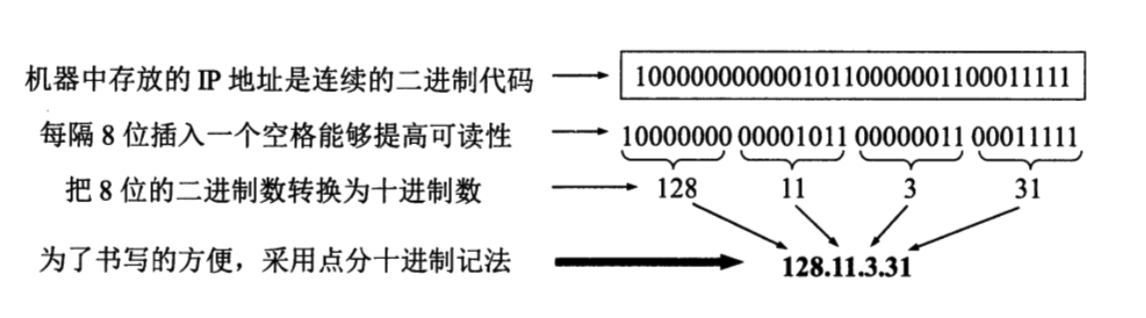 机器中存放的 IP 地址是连续的二进制代码 10000000000010110000001100011111
每隔 8 位插入一个空格能够提高可读性 10000000 00001011 00000011 00011111
把 8 位的二进制数转换为十进制数 128 11 3 31
为了书写的方便，采用点分十进制记法 128.11.3.31